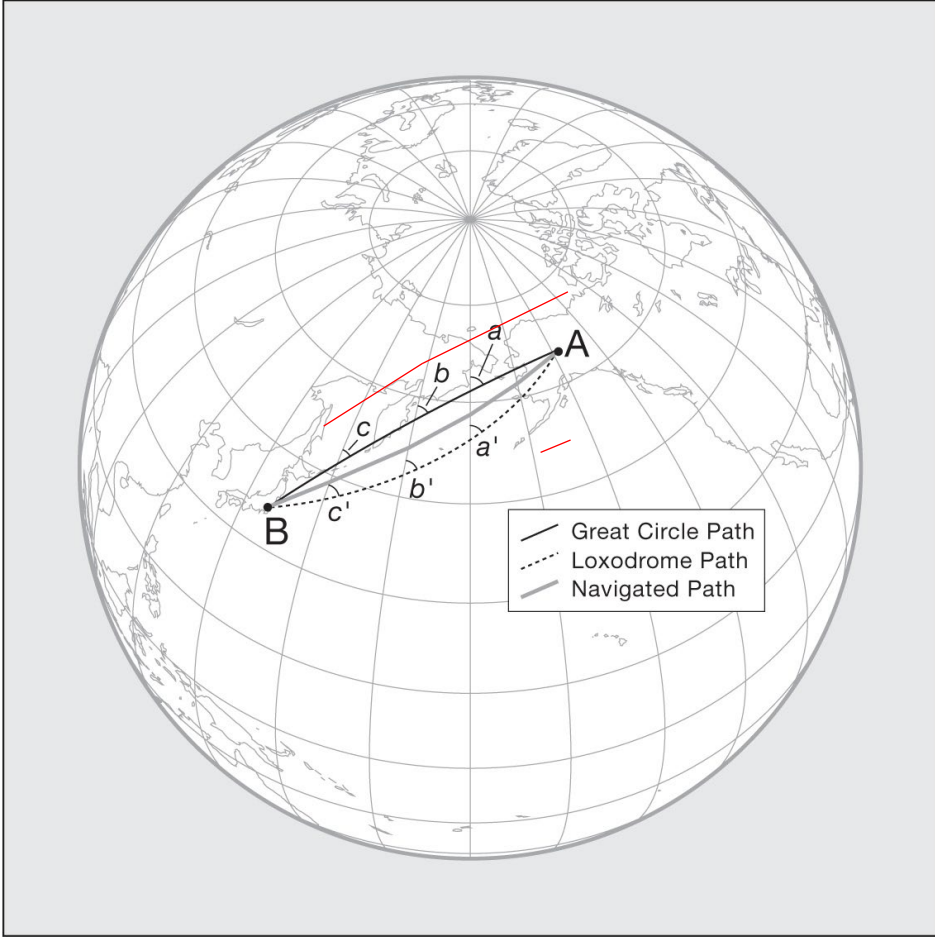 a
A
b
c
a'
b'
c'
B
Great Circle Path
Loxodrome Path
Navigated Path